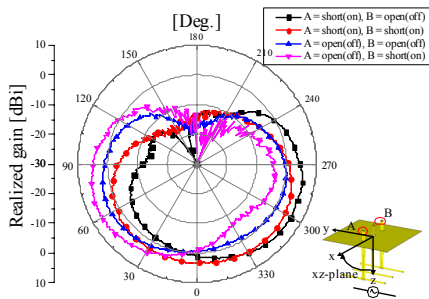 [Deg.]
A = short(on), B = open(off)
A = short(on), B = short(on)
A = open(off), B = open(off)
A = open(off), B = short(on)
Realized gain [dBi]
10
0
-10
-20
-30
-20
-10
0
10
180
150
210
120
240
90
270
60
300
30
330
0
A
B
y
x
z
xz-plane